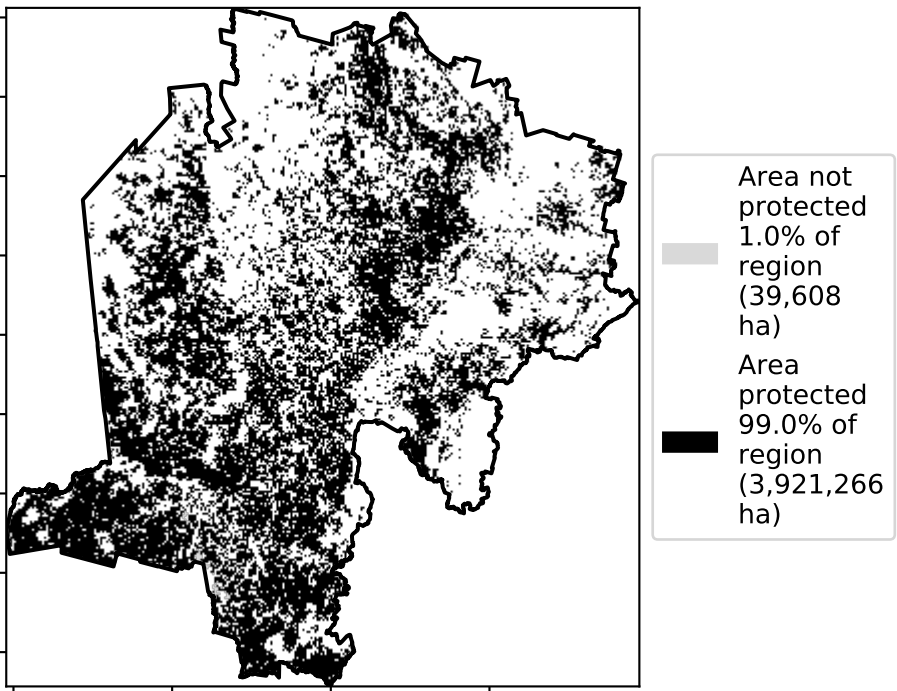 Area not
protected
1.0% of
region
(39,608
ha)
Area
protected
99.0% of
region
(3,921,266
ha)